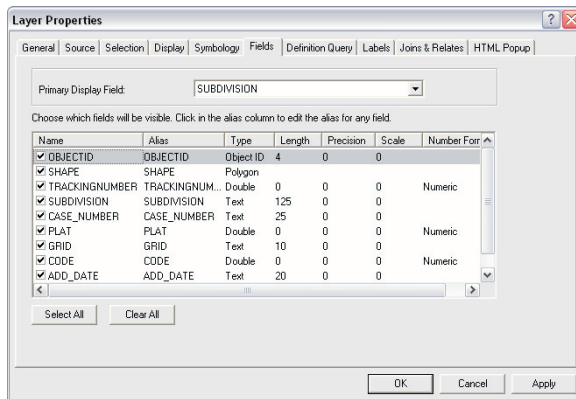 Layer Properties
General Source Selection Display Symbology Fields Definition Query Labels Joins & Relates HTML Popup
Primary Display Field: SUBDIVISION
Choose which fields will be visible. Click in the alias column to edit the alias for any field.
Name Alias Type Length Precision Scale Number Forr
OBJECTID OBJECTID Object ID 4 0 0
SHAPE SHAPE Polygon
TRACKINGNUMBER TRACKINGNUM... Double 0 0 0 Numeric
SUBDIVISION SUBDIVISION Text 125 0 0
CASE_NUMBER CASE_NUMBER Text 25 0 0
PLAT PLAT Double 0 0 0 Numeric
GRID GRID Text 10 0 0
CODE CODE Double 0 0 0 Numeric
ADD_DATE ADD_DATE Text 20 0 0
Select All Clear All
OK Cancel Apply